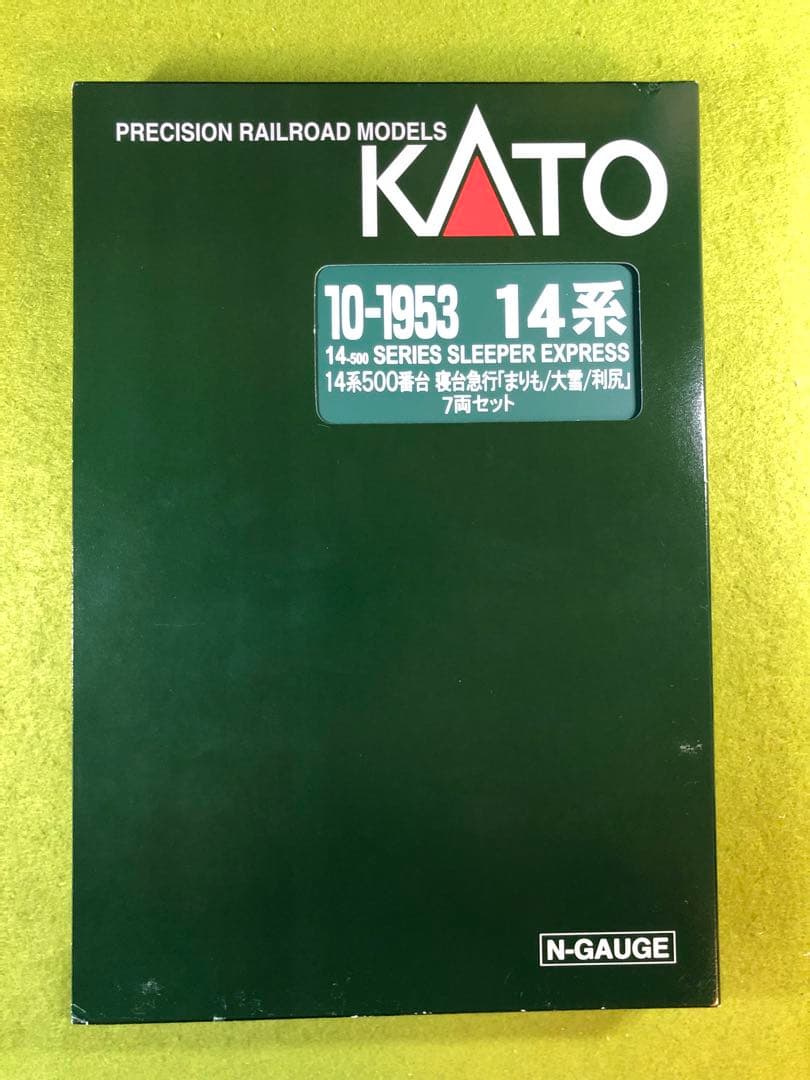 PRECISION RAILROAD MODELS
KATO
10-1953 14系
14-500 SERIES SLEEPER EXPRESS
14系500番台 寝台急行「まりも/大雪/利尻」
7両セット
N-GAUGE